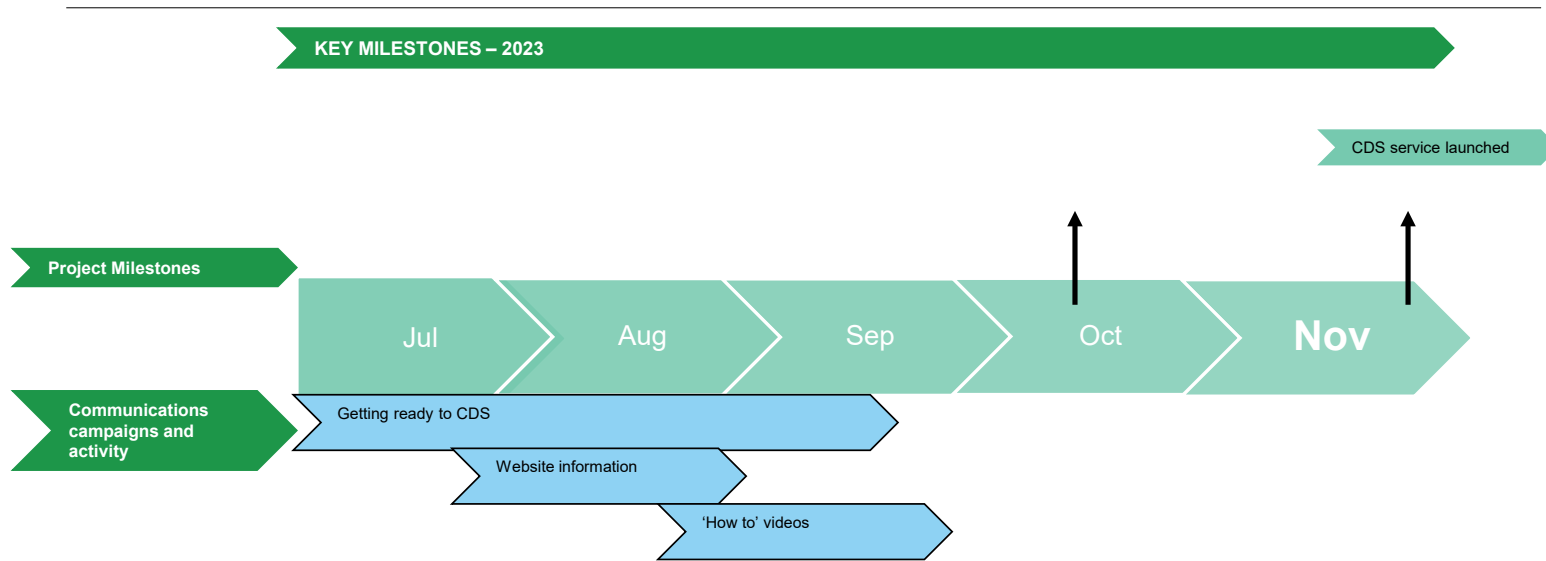 KEY MILESTONES – 2023
CDS service launched
Project Milestones
Jul
Aug
Sep
Oct
Nov
Communications
campaigns and
activity
Getting ready to CDS
Website information
‘How to’ videos